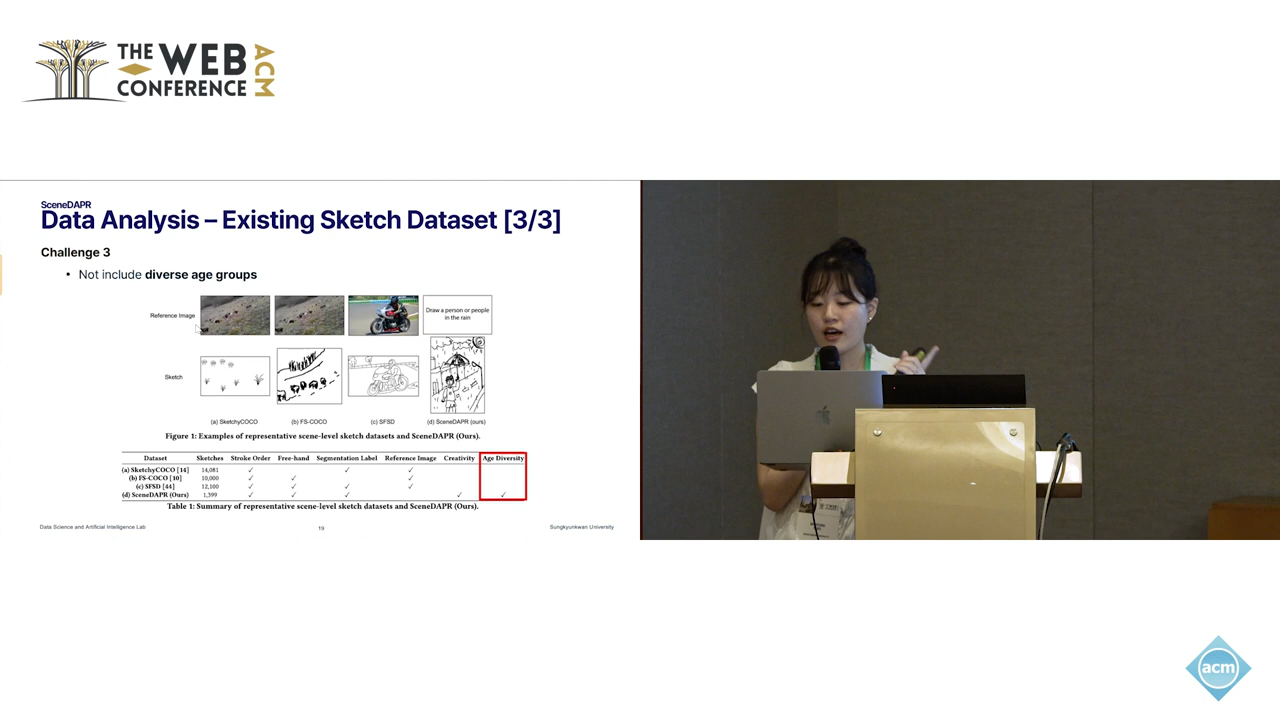 THE WEB
CONFERENCE
ACM
SceneDAPR
Data Analysis – Existing Sketch Dataset [3/3]
Challenge 3
• Not include diverse age groups
Reference Image
Draw a person or people
in the rain
Sketch
(a) SketchyCOCO (b) FS-COCO (c) SFSD (d) SceneDAPR (ours)
Figure 1: Examples of representative scene-level sketch datasets and SceneDAPR (Ours).
Dataset Sketches Stroke Order Free-hand Segmentation Label Reference Image Creativity Age Diversity
(a) SketchyCOCO [14] 14,081 ✓ ✓ ✓
(b) FS-COCO [10] 10,000 ✓ ✓ ✓
(c) SFSD [44] 12,100 ✓ ✓ ✓ ✓
(d) SceneDAPR (Ours) 1,399 ✓ ✓ ✓ ✓ ✓
Table 1: Summary of representative scene-level sketch datasets and SceneDAPR (Ours).
Data Science and Artificial Intelligence Lab 19 Sungkyunkwan University
acm